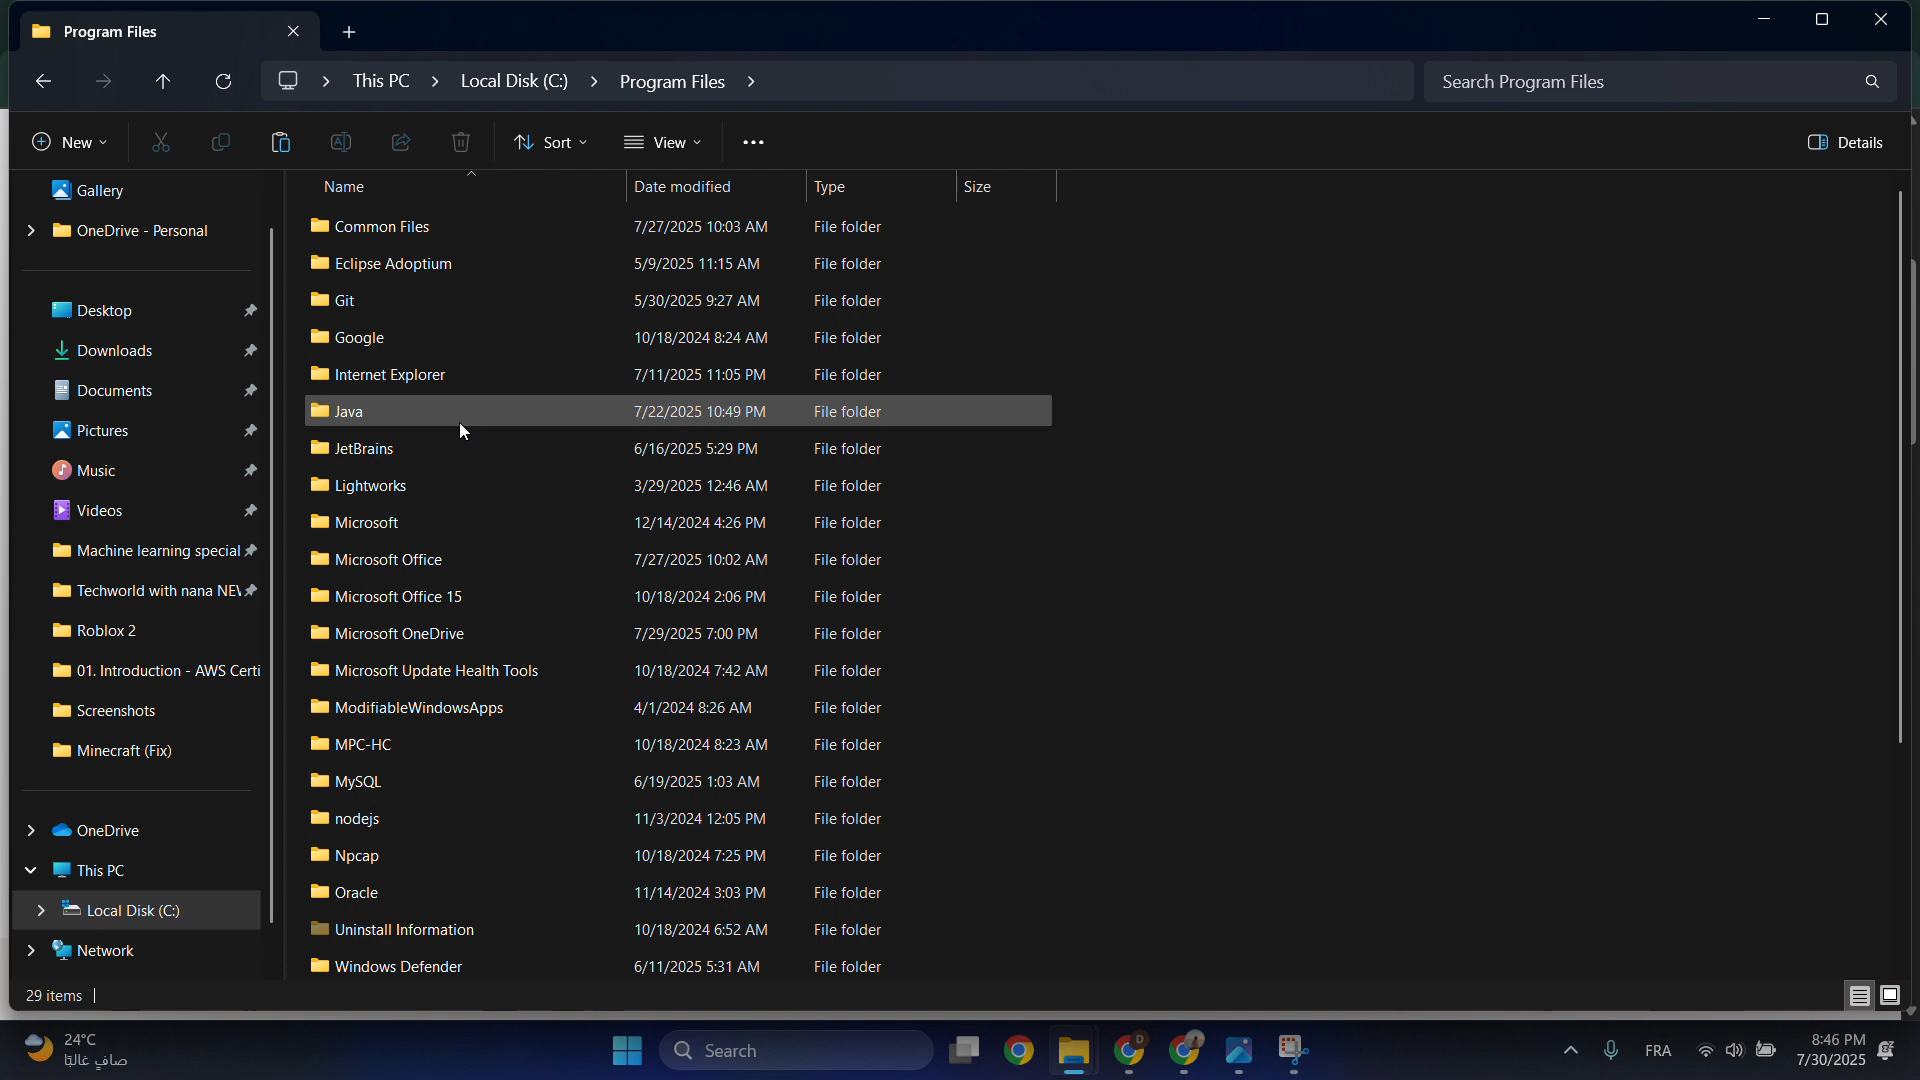 Program Files
This PC
Local Disk (C:)
Program Files
Search Program Files
New
Sort
View
Details
Gallery
OneDrive - Personal
Desktop
Downloads
Documents
Pictures
Music
Videos
Machine learning special
Techworld with nana NE
Roblox 2
01. Introduction - AWS Certi
Screenshots
Minecraft (Fix)
OneDrive
This PC
Local Disk (C:)
Network
Name Date modified Type Size
Common Files 7/27/2025 10:03 AM File folder
Eclipse Adoptium 5/9/2025 11:15 AM File folder
Git 5/30/2025 9:27 AM File folder
Google 10/18/2024 8:24 AM File folder
Internet Explorer 7/11/2025 11:05 PM File folder
Java 7/22/2025 10:49 PM File folder
JetBrains 6/16/2025 5:29 PM File folder
Lightworks 3/29/2025 12:46 AM File folder
Microsoft 12/14/2024 4:26 PM File folder
Microsoft Office 7/27/2025 10:02 AM File folder
Microsoft Office 15 10/18/2024 2:06 PM File folder
Microsoft OneDrive 7/29/2025 7:00 PM File folder
Microsoft Update Health Tools 10/18/2024 7:42 AM File folder
ModifiableWindowsApps 4/1/2024 8:26 AM File folder
MPC-HC 10/18/2024 8:23 AM File folder
MySQL 6/19/2025 1:03 AM File folder
nodejs 11/3/2024 12:05 PM File folder
Npcap 10/18/2024 7:25 PM File folder
Oracle 11/14/2024 3:03 PM File folder
Uninstall Information 10/18/2024 6:52 AM File folder
Windows Defender 6/11/2025 5:31 AM File folder
29 items
24°C
صافٍ غالبًا
Search
FRA
8:46 PM
7/30/2025